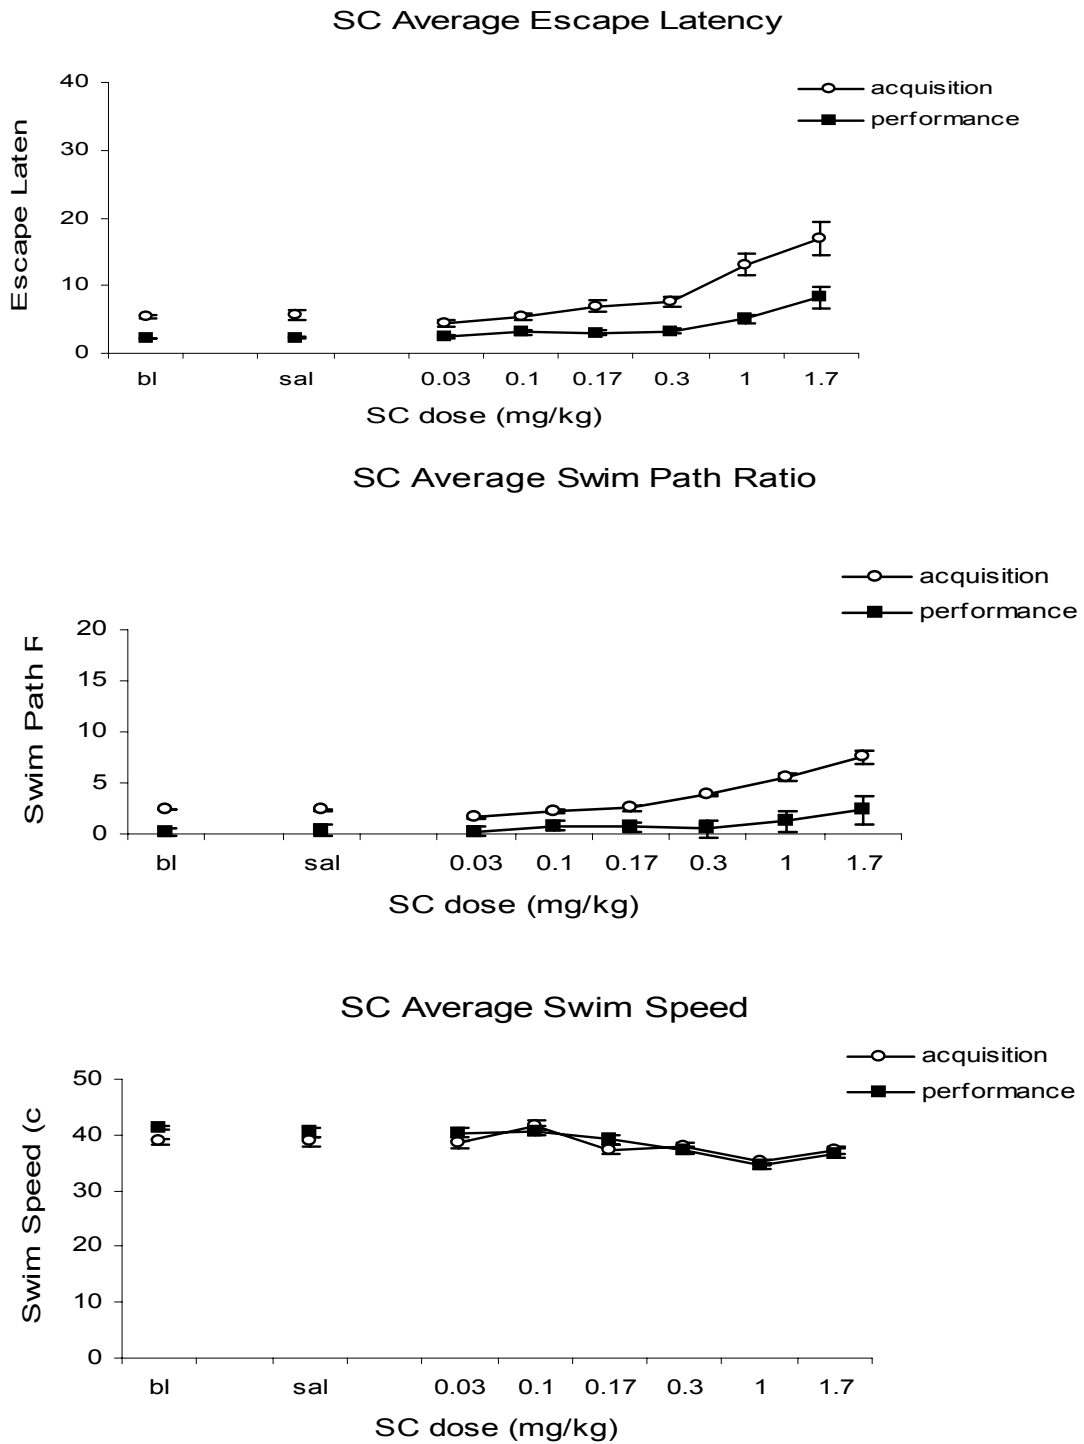 SC Average Escape Latency
acquisition
performance
Escape Laten
40
30
20
10
0
bl sal 0.03 0.1 0.17 0.3 1 1.7
SC dose (mg/kg)
SC Average Swim Path Ratio
acquisition
performance
Swim Path F
20
15
10
5
0
bl sal 0.03 0.1 0.17 0.3 1 1.7
SC dose (mg/kg)
SC Average Swim Speed
acquisition
performance
Swim Speed (c
50
40
30
20
10
0
bl sal 0.03 0.1 0.17 0.3 1 1.7
SC dose (mg/kg)